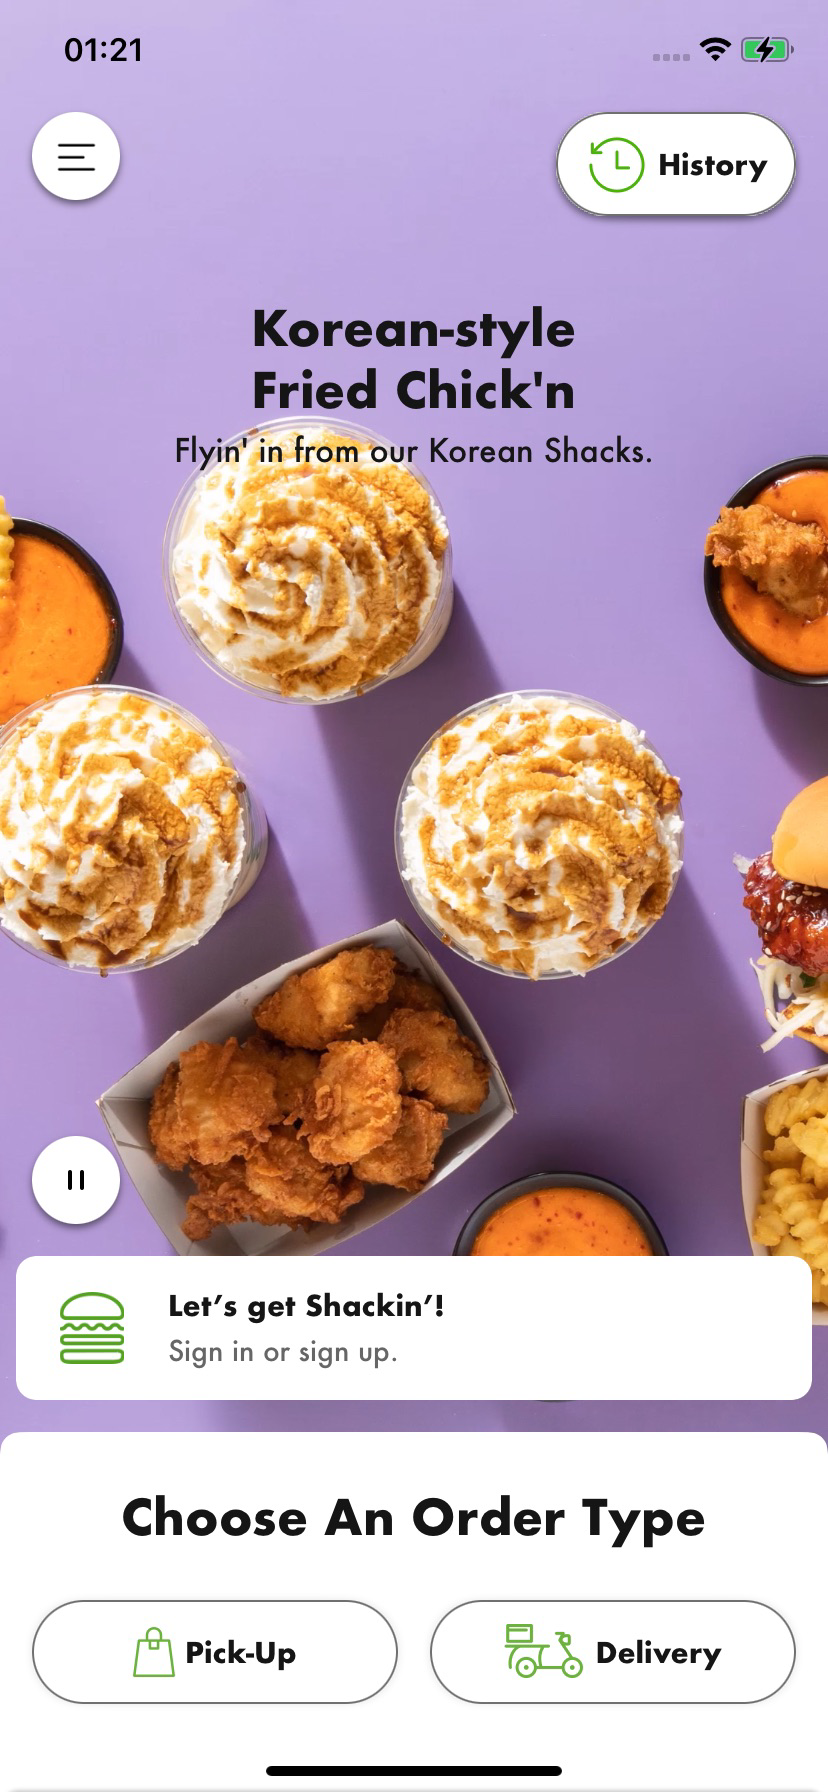 01:21
History
Korean-style
Fried Chick'n
Flyin' in from our Korean Shacks.
Let’s get Shackin’!
Sign in or sign up.
Choose An Order Type
Pick-Up
Delivery